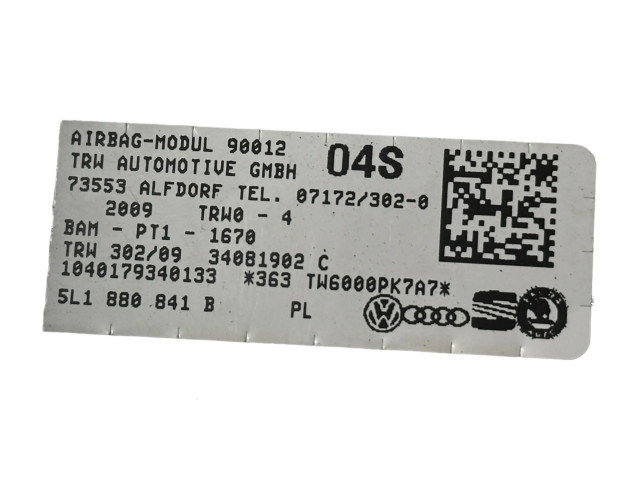 AIRBAG-MODUL 90012
TRW AUTOMOTIVE GMBH 04S
73553 ALFDORF TEL. 07172/302-0
2009 TRW0 - 4
BAM - PT1 - 1670
TRW 302/09 34081902 C
1040179340133 *363 TW6000PK7A7*
5L1 880 841 B PL